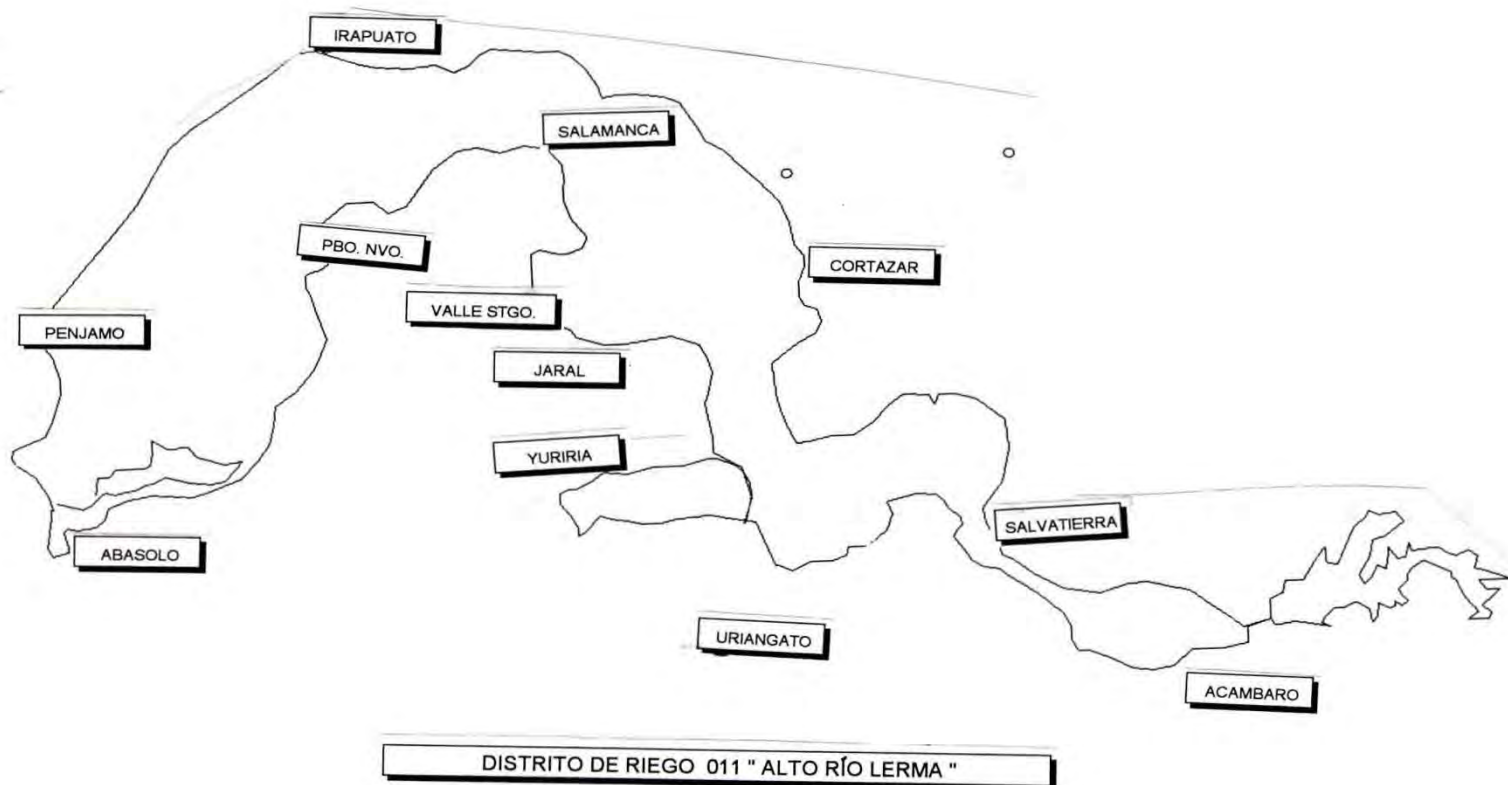 IRAPUATO
SALAMANCA
PBO. NVO.
CORTAZAR
VALLE STGO.
PENJAMO
JARAL
YURIRIA
SALVATIERRA
ABASOLO
URIANGATO
ACAMBARO
DISTRITO DE RIEGO 011 " ALTO RÍO LERMA "